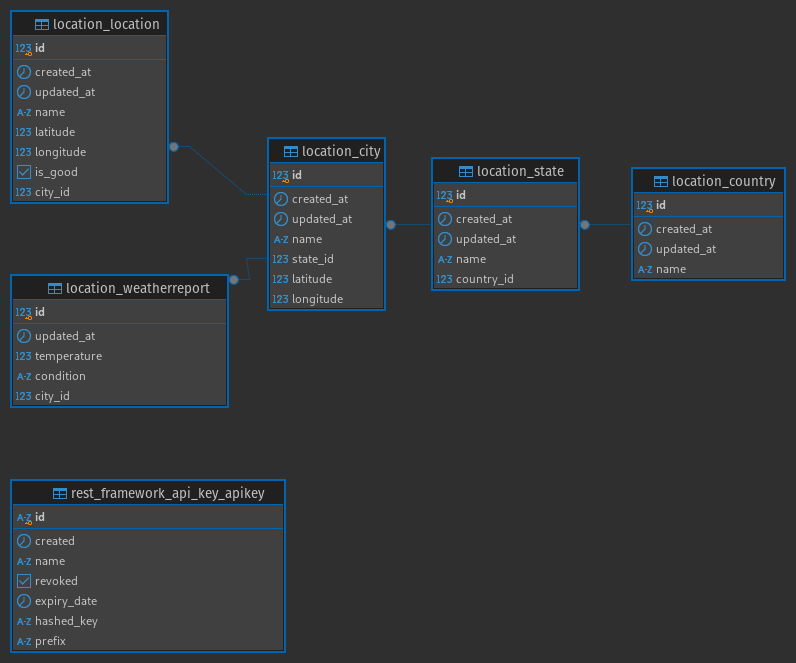 location_location
123 id
created_at
updated_at
A-Z name
123 latitude
123 longitude
is_good
123 city_id
location_city
123 id
created_at
updated_at
A-Z name
123 state_id
123 latitude
123 longitude
location_state
123 id
created_at
updated_at
A-Z name
123 country_id
location_country
123 id
created_at
updated_at
A-Z name
location_weatherreport
123 id
updated_at
123 temperature
A-Z condition
123 city_id
rest_framework_api_key_apikey
A-Z id
created
A-Z name
revoked
expiry_date
A-Z hashed_key
A-Z prefix